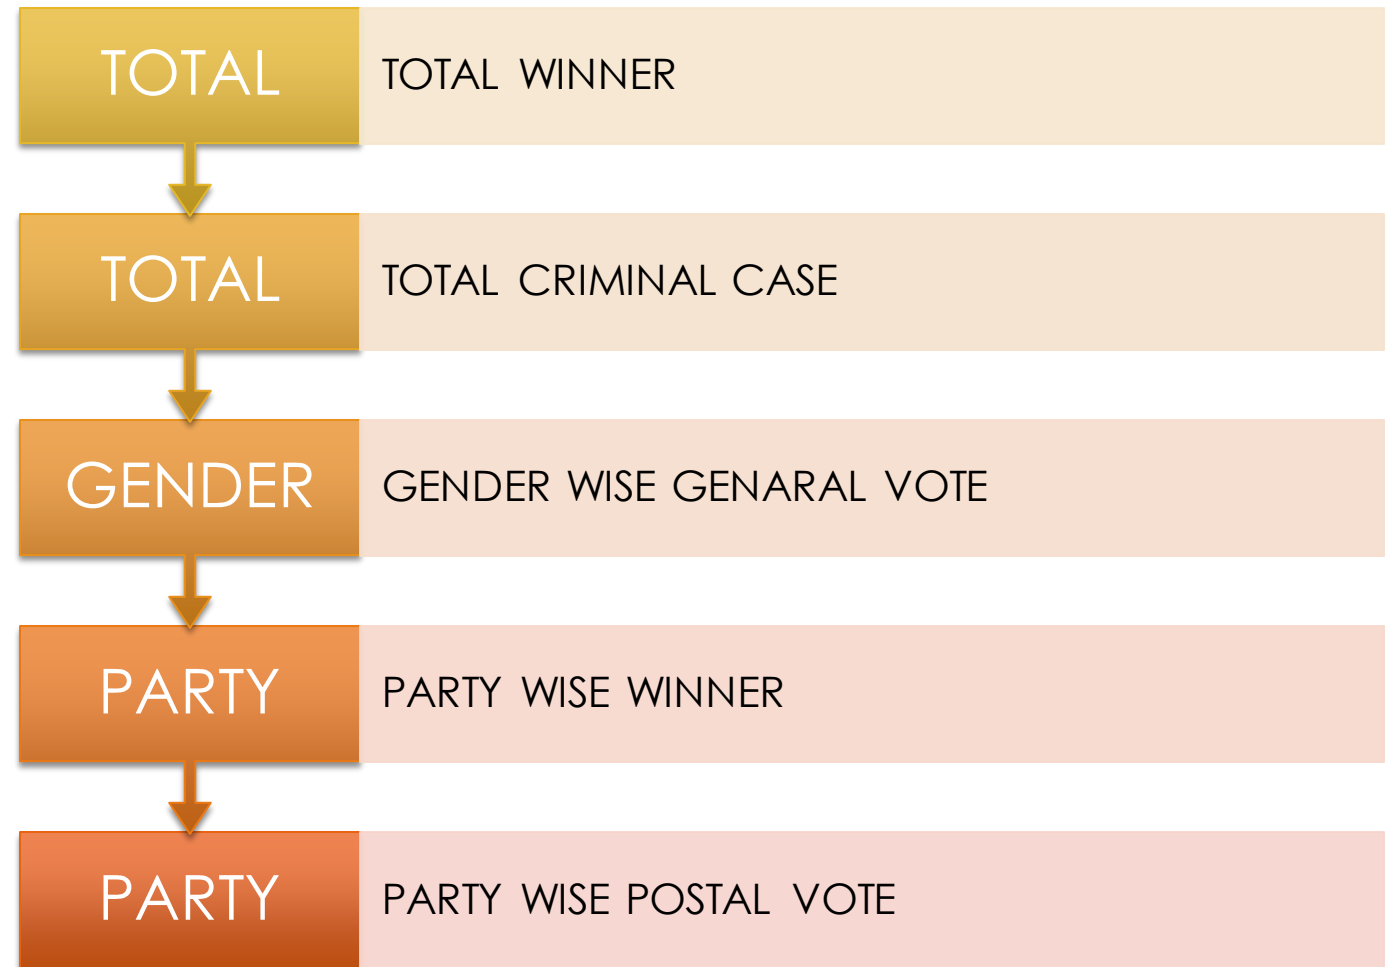 TOTAL
TOTAL WINNER
TOTAL
TOTAL CRIMINAL CASE
GENDER
GENDER WISE GENARAL VOTE
PARTY
PARTY WISE WINNER
PARTY
PARTY WISE POSTAL VOTE